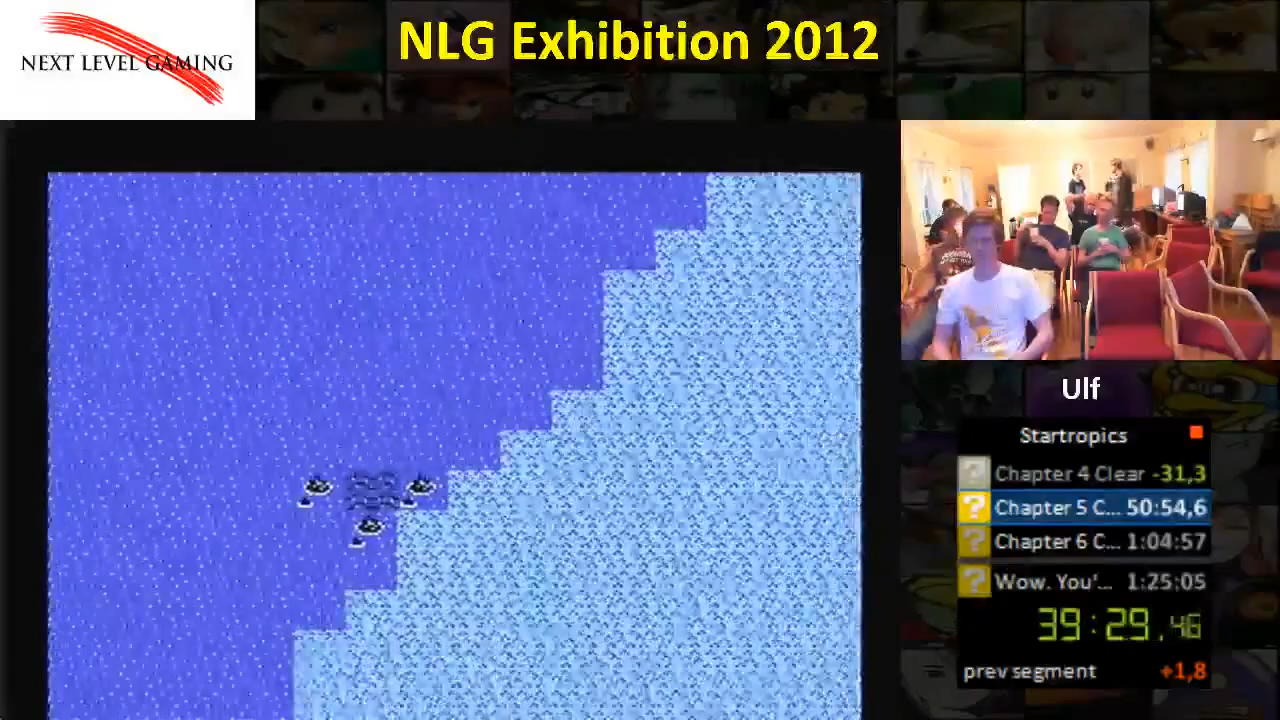 NEXT LEVEL GAMING
NLG Exhibition 2012
Ulf
Startropics
Chapter 4 Clear -31,3
Chapter 5 C... 50:54,6
Chapter 6 C... 1:04:57
Wow. You'... 1:25:05
39:29.46
prev segment +1,8